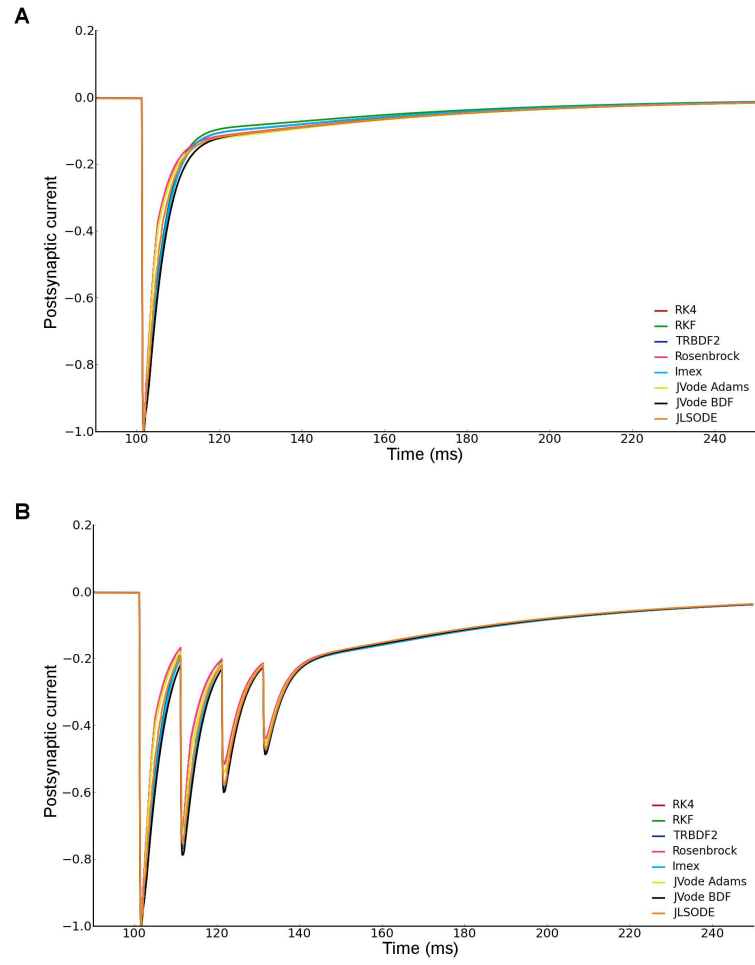 A
0.2
0.0
−0.2
−0.4
−0.6
−0.8
−1.0
Postsynaptic current
RK4
RKF
TRBDF2
Rosenbrock
Imex
JVode Adams
JVode BDF
JLSODE
100 120 140 160 180 200 220 240
Time (ms)
B
0.2
0.0
−0.2
−0.4
−0.6
−0.8
−1.0
Postsynaptic current
RK4
RKF
TRBDF2
Rosenbrock
Imex
JVode Adams
JVode BDF
JLSODE
100 120 140 160 180 200 220 240
Time (ms)